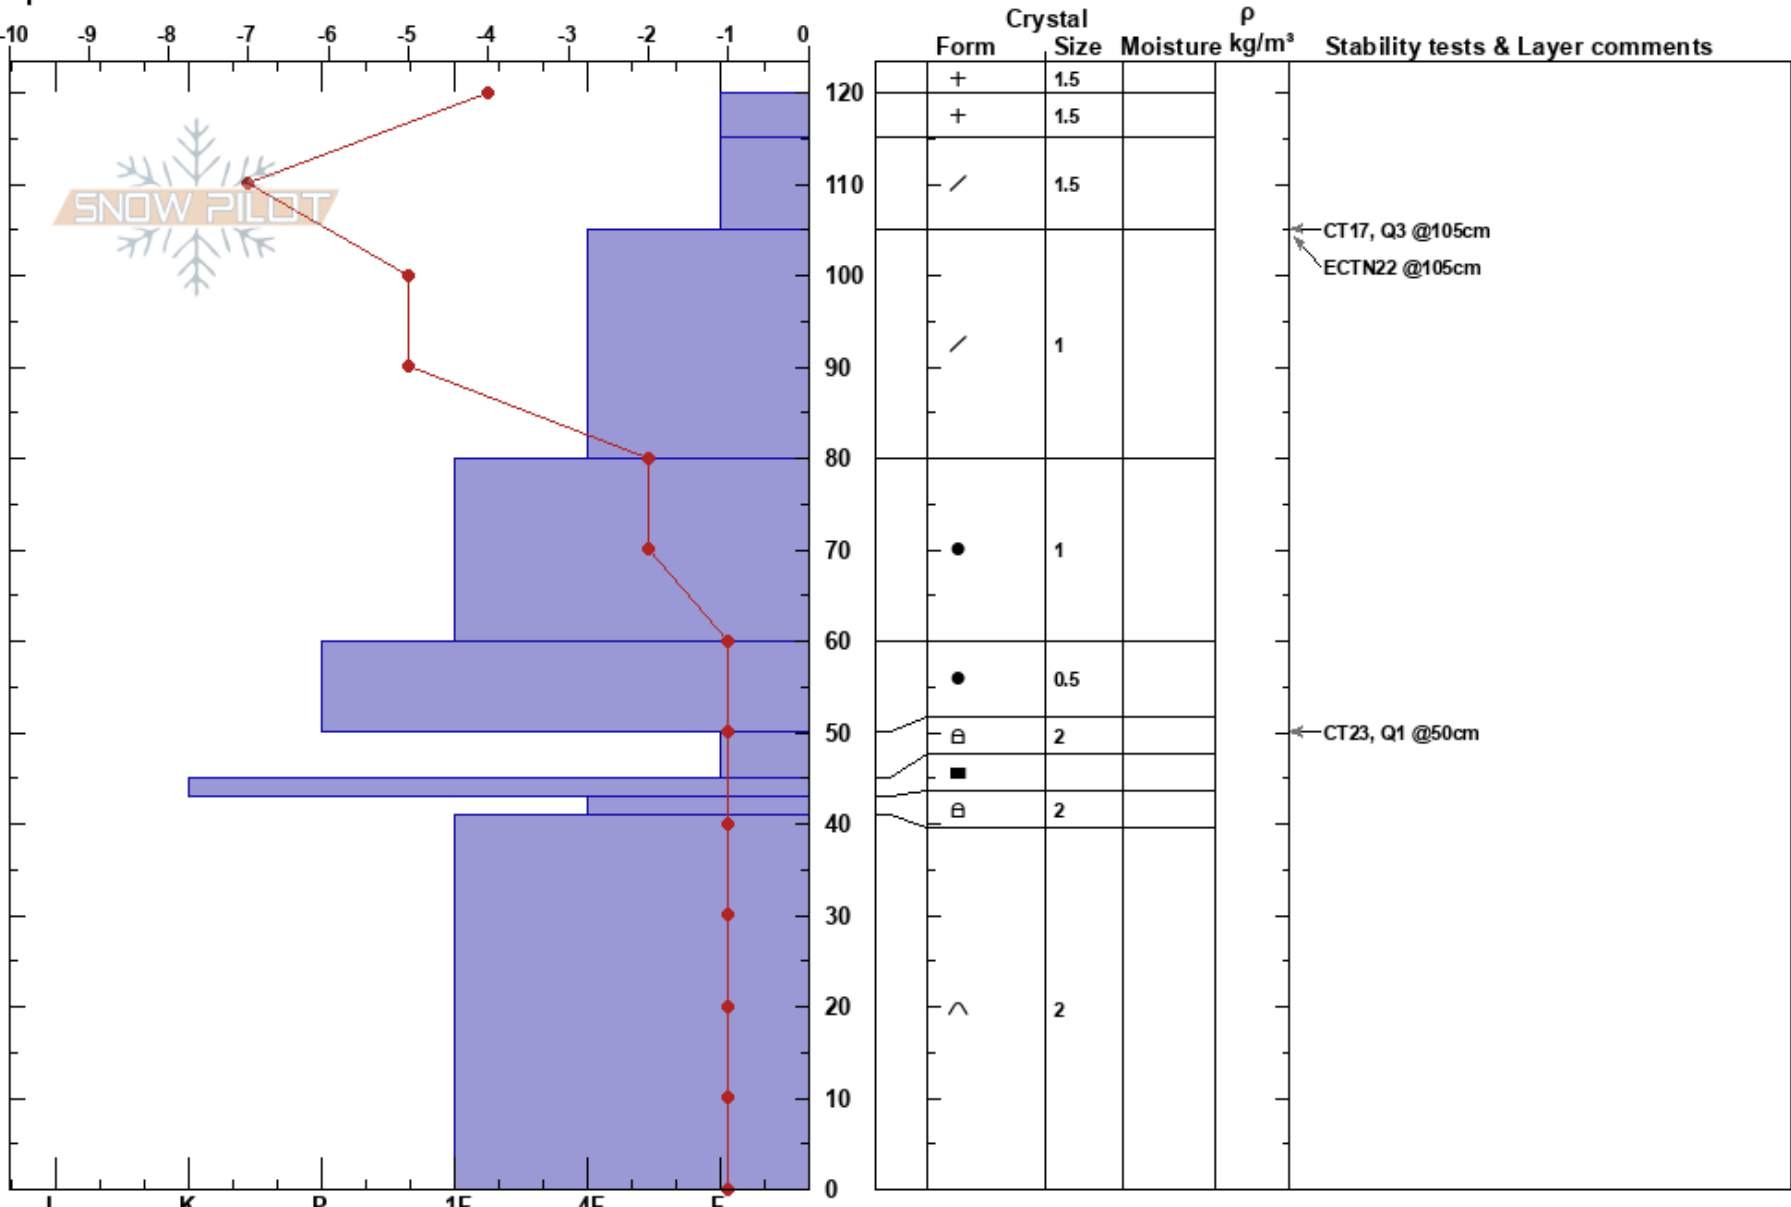 -10 -9 -8 -7 -6 -5 -4 -3 -2 -1 0
Crystal
ρ
Form Size Moisture kg/m³ Stability tests & Layer comments
+ 1.5
120
+ 1.5
110
1.5
CT17, Q3 @105cm
SNOW PILOT
ECTN22 @105cm
100
1
90
80
70
1
60
0.5
50
2
CT23, Q1 @50cm
2
40
30
20
2
10
0
K P 1F 4F F